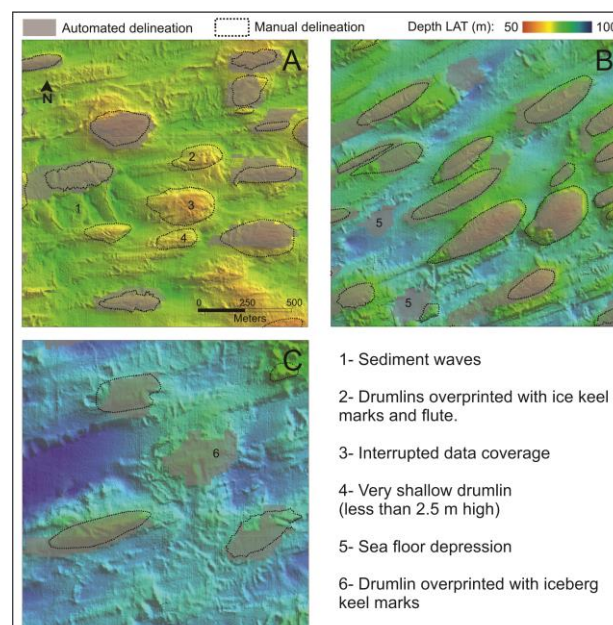 Automated delineation Manual delineation Depth LAT (m): 50 100
A
B
N
2
3
1
4
5
0 250 500
Meters
5
C
6
1- Sediment waves
2- Drumlins overprinted with ice keel
marks and flute.
3- Interrupted data coverage
4- Very shallow drumlin
(less than 2.5 m high)
5- Sea floor depression
6- Drumlin overprinted with iceberg
keel marks